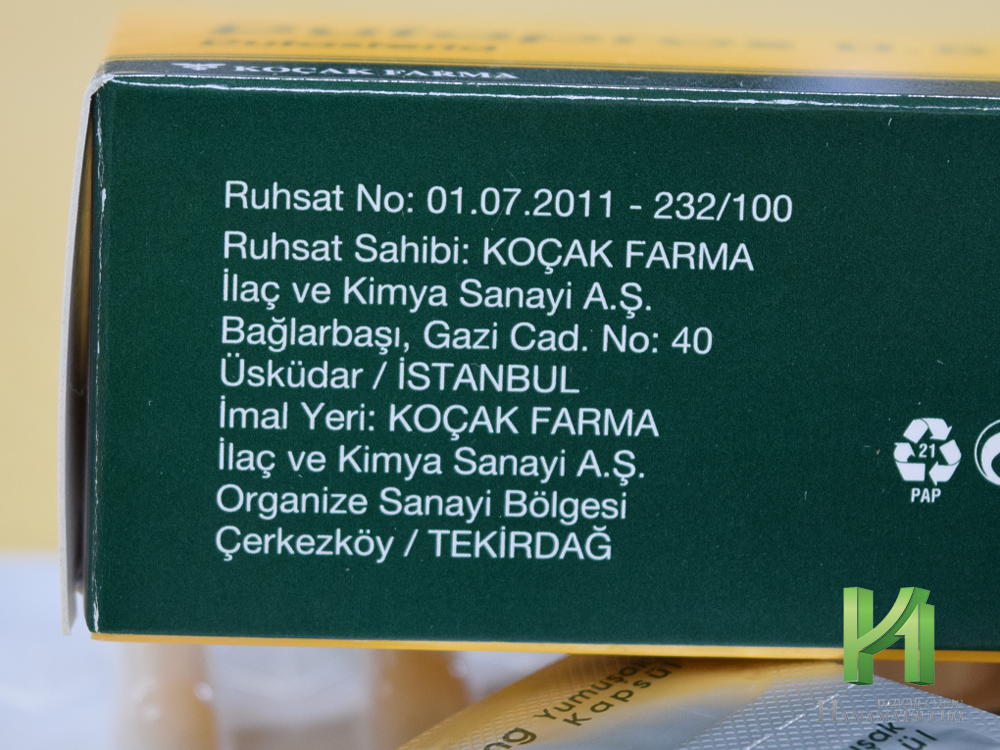 Dutasterid
KOÇAK FARMA
Ruhsat No: 01.07.2011 - 232/100
Ruhsat Sahibi: KOÇAK FARMA
İlaç ve Kimya Sanayi A.Ş.
Bağlarbaşı, Gazi Cad. No: 40
Üsküdar / İSTANBUL
İmal Yeri: KOÇAK FARMA
İlaç ve Kimya Sanayi A.Ş.
Organize Sanayi Bölgesi
Çerkezköy / TEKİRDAĞ
21
PAP
Yumuşak
Kapsül